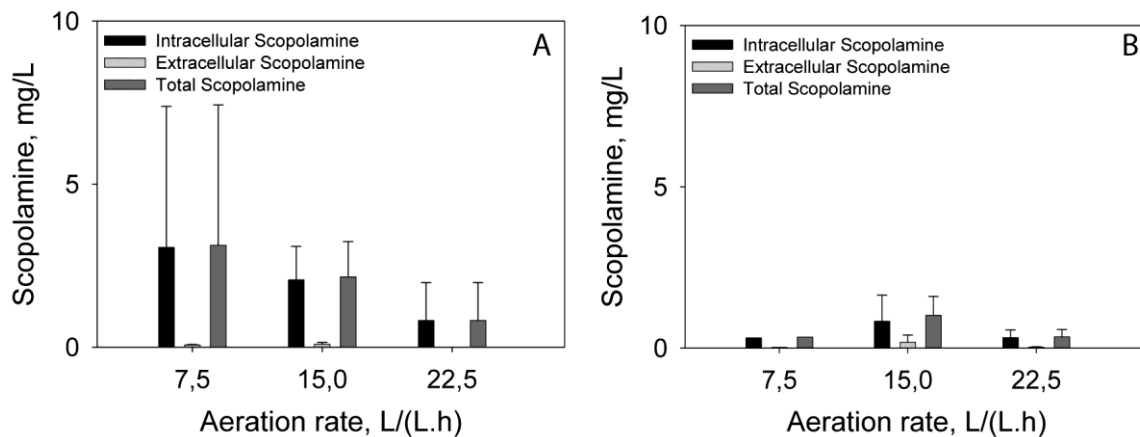 10
A
Intracellular Scopolamine
Extracellular Scopolamine
Total Scopolamine
Scopolamine, mg/L
5
0
7,5
15,0
22,5
Aeration rate, L/(L.h)
10
B
Intracellular Scopolamine
Extracellular Scopolamine
Total Scopolamine
Scopolamine, mg/L
5
0
7,5
15,0
22,5
Aeration rate, L/(L.h)